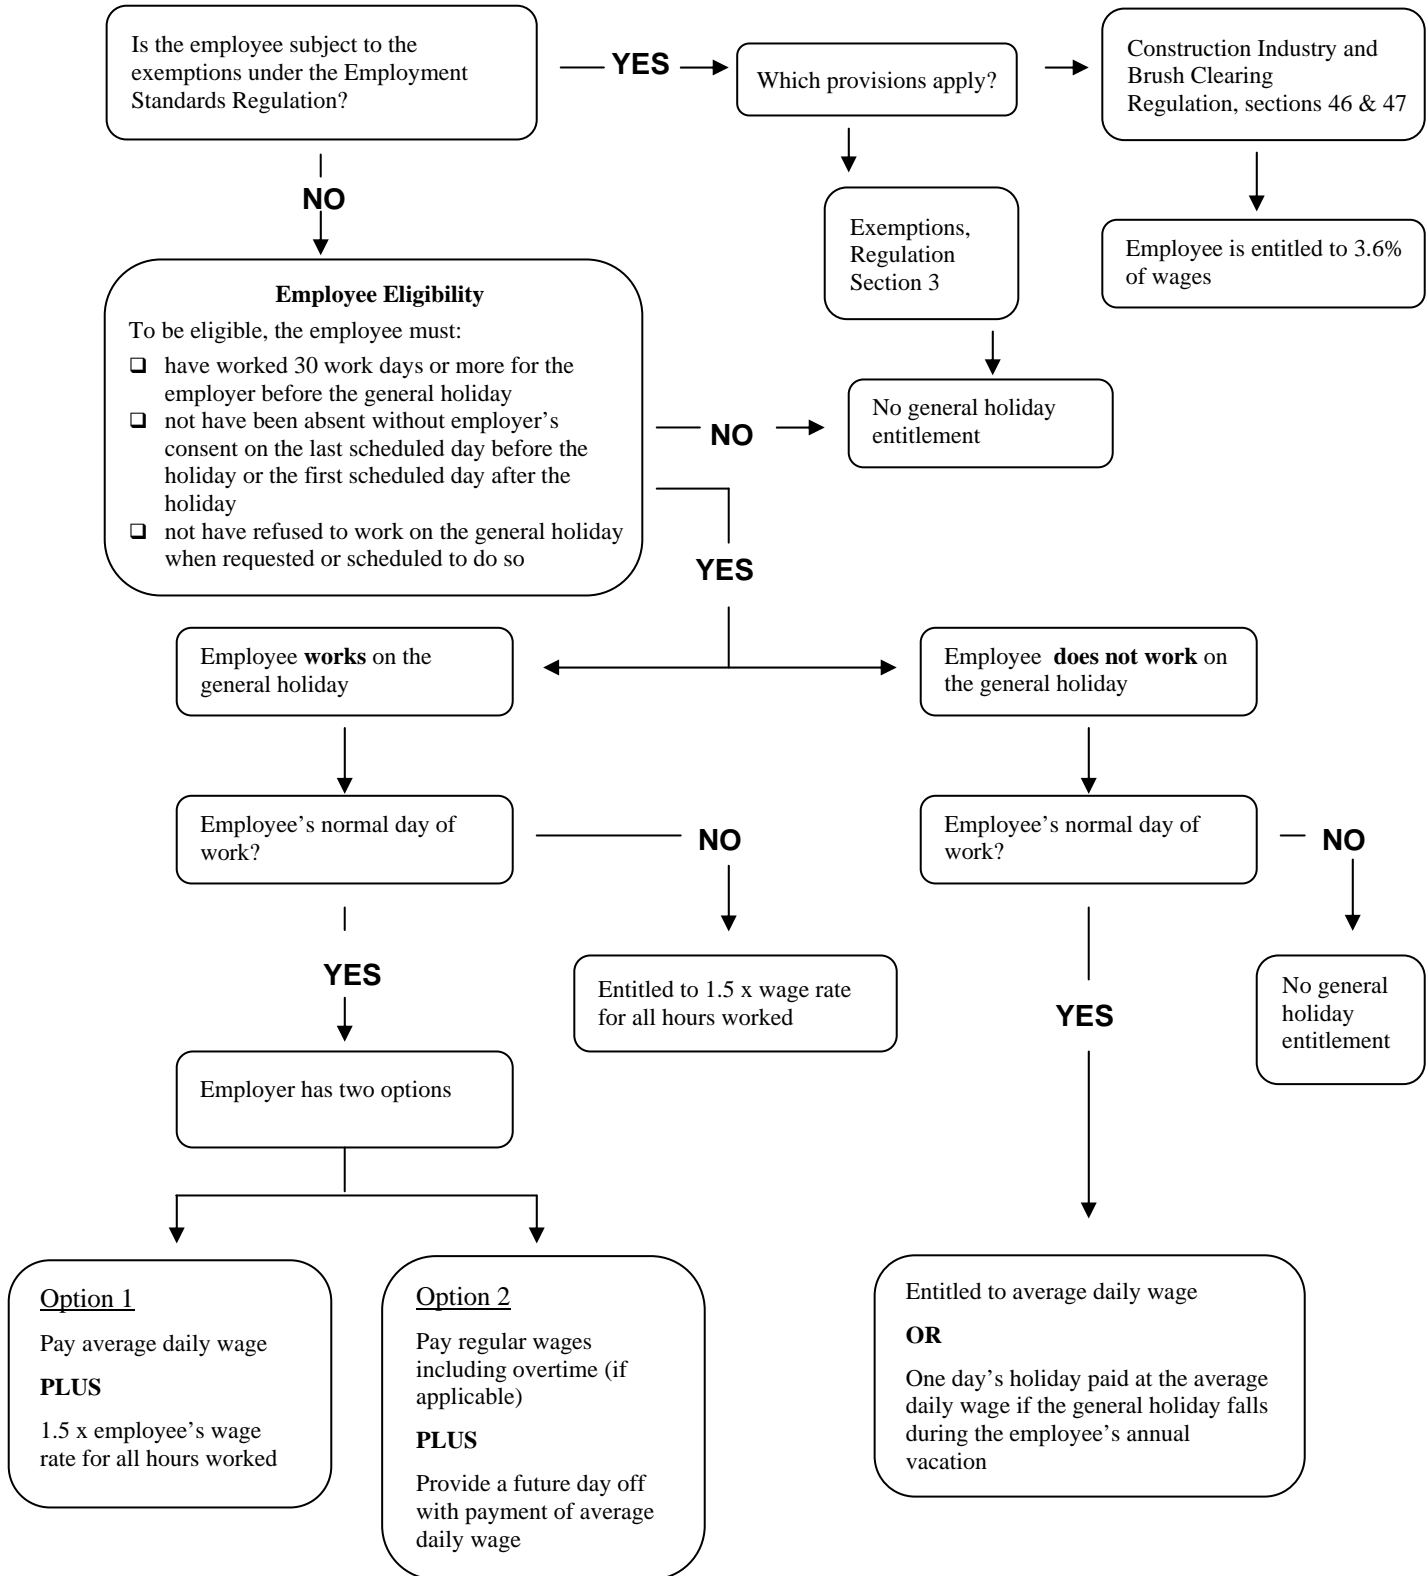 Is the employee subject to the
exemptions under the Employment
Standards Regulation?
YES
Which provisions apply?
Construction Industry and
Brush Clearing
Regulation, sections 46 & 47
NO
Exemptions,
Regulation
Section 3
Employee is entitled to 3.6%
of wages
Employee Eligibility
To be eligible, the employee must:
❑ have worked 30 work days or more for the
employer before the general holiday
❑ not have been absent without employer’s
consent on the last scheduled day before the
holiday or the first scheduled day after the
holiday
❑ not have refused to work on the general holiday
when requested or scheduled to do so
NO
No general holiday
entitlement
YES
Employee works on the
general holiday
Employee does not work on
the general holiday
Employee’s normal day of
work?
NO
Employee’s normal day of
work?
NO
YES
Entitled to 1.5 x wage rate
for all hours worked
YES
No general
holiday
entitlement
Employer has two options
Option 1
Pay average daily wage
PLUS
1.5 x employee’s wage
rate for all hours worked
Option 2
Pay regular wages
including overtime (if
applicable)
PLUS
Provide a future day off
with payment of average
daily wage
Entitled to average daily wage
OR
One day’s holiday paid at the average
daily wage if the general holiday falls
during the employee’s annual
vacation